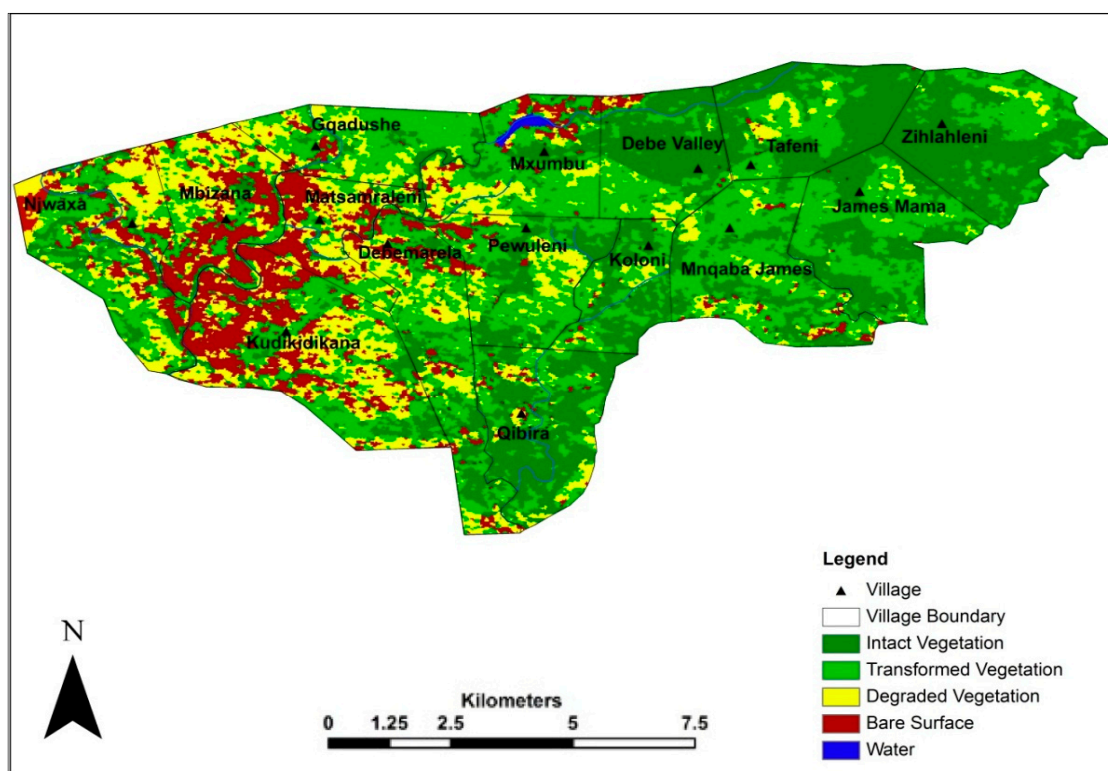 Gqadushe
Mxumbu
Debe Valley
Tafeni
Zihlahleni
Njwaxa
Mbizana
Matsamraleni
James Mama
Debemarela
Pewuleni
Koloni
Mnqaba James
Kudikidikana
Qibira
Legend
Village
Village Boundary
Intact Vegetation
Transformed Vegetation
Degraded Vegetation
Bare Surface
Water
N
Kilometers
0 1.25 2.5 5 7.5